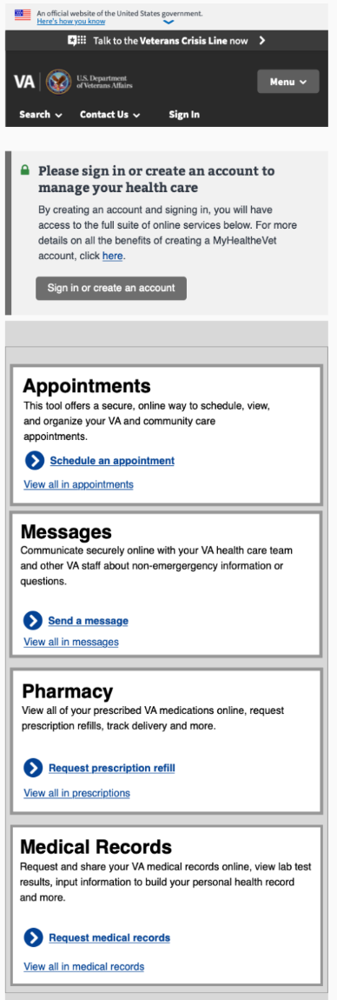 An official website of the United States government.
Here's how you know
Talk to the Veterans Crisis Line now
VA
U.S. Department
of Veterans Affairs
Menu
Search
Contact Us
Sign In
Please sign in or create an account to
manage your health care
By creating an account and signing in, you will have
access to the full suite of online services below. For more
details on all the benefits of creating a MyHealtheVet
account, click here.
Sign in or create an account
Appointments
This tool offers a secure, online way to schedule, view,
and organize your VA and community care
appointments.
Schedule an appointment
View all in appointments
Messages
Communicate securely online with your VA health care team
and other VA staff about non-emergergency information or
questions.
Send a message
View all in messages
Pharmacy
View all of your prescribed VA medications online, request
prescription refills, track delivery and more.
Request prescription refill
View all in prescriptions
Medical Records
Request and share your VA medical records online, view lab test
results, input information to build your personal health record
and more.
Request medical records
View all in medical records